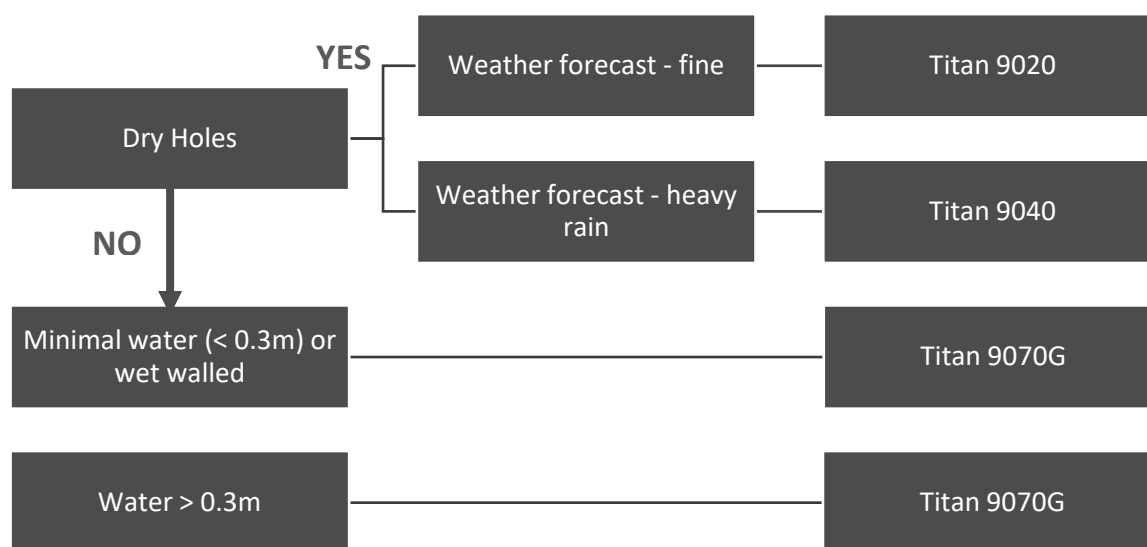 YES
Weather forecast - fine
Titan 9020
Dry Holes
Weather forecast - heavy
rain
Titan 9040
NO
Minimal water (< 0.3m) or
wet walled
Titan 9070G
Water > 0.3m
Titan 9070G